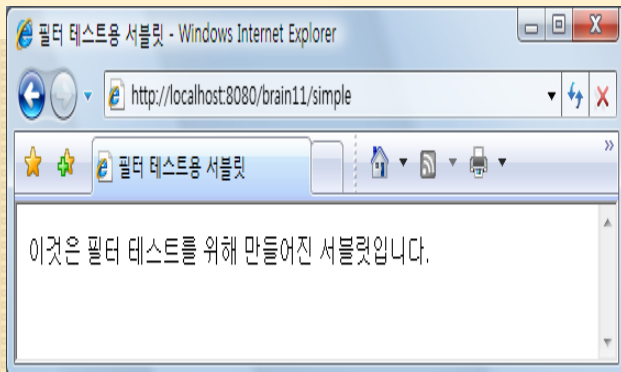 필터 테스트용 서블릿 - Windows Internet Explorer
http://localhost:8080/brain11/simple
필터 테스트용 서블릿
이것은 필터 테스트를 위해 만들어진 서블릿입니다.